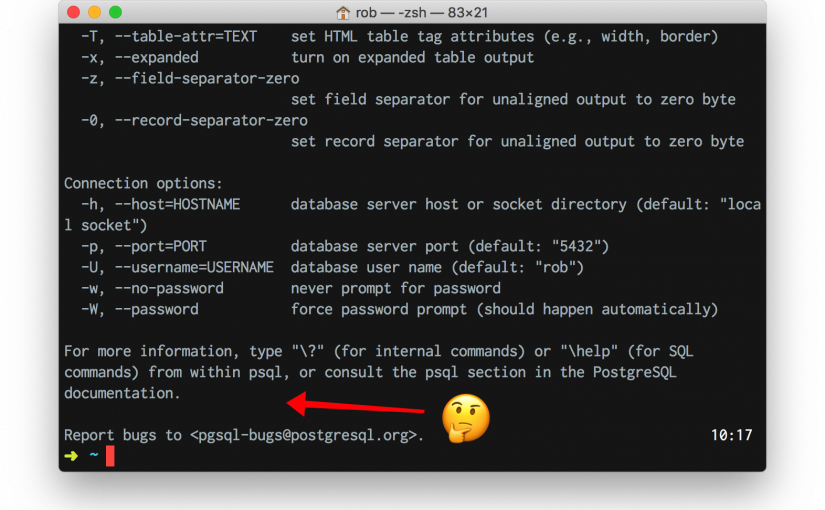 rob — -zsh — 83×21
-T, --table-attr=TEXT    set HTML table tag attributes (e.g., width, border)
-x, --expanded           turn on expanded table output
-z, --field-separator-zero
set field separator for unaligned output to zero byte
-0, --record-separator-zero
set record separator for unaligned output to zero byte
Connection options:
-h, --host=HOSTNAME      database server host or socket directory (default: "loca
l socket")
-p, --port=PORT          database server port (default: "5432")
-U, --username=USERNAME  database user name (default: "rob")
-w, --no-password        never prompt for password
-W, --password           force password prompt (should happen automatically)
For more information, type "\?" (for internal commands) or "\help" (for SQL
commands) from within psql, or consult the psql section in the PostgreSQL
documentation.
Report bugs to <pgsql-bugs@postgresql.org>.
10:17
➜ ~